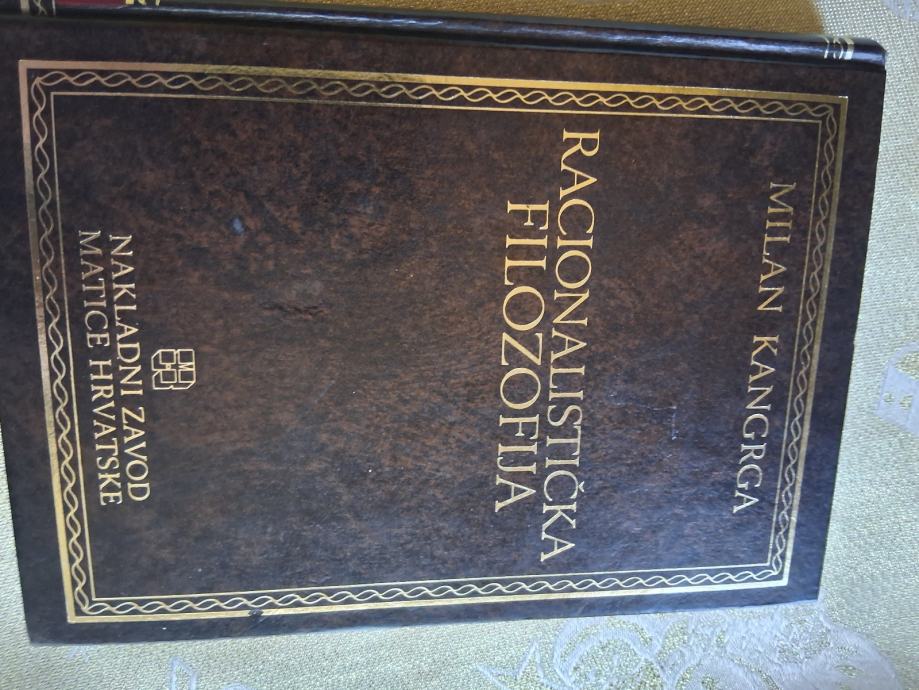 MILAN KANGRGA
RACIONALISTIČKA
FILOZOFIJA
NAKLADNI ZAVOD
MATICE HRVATSKE